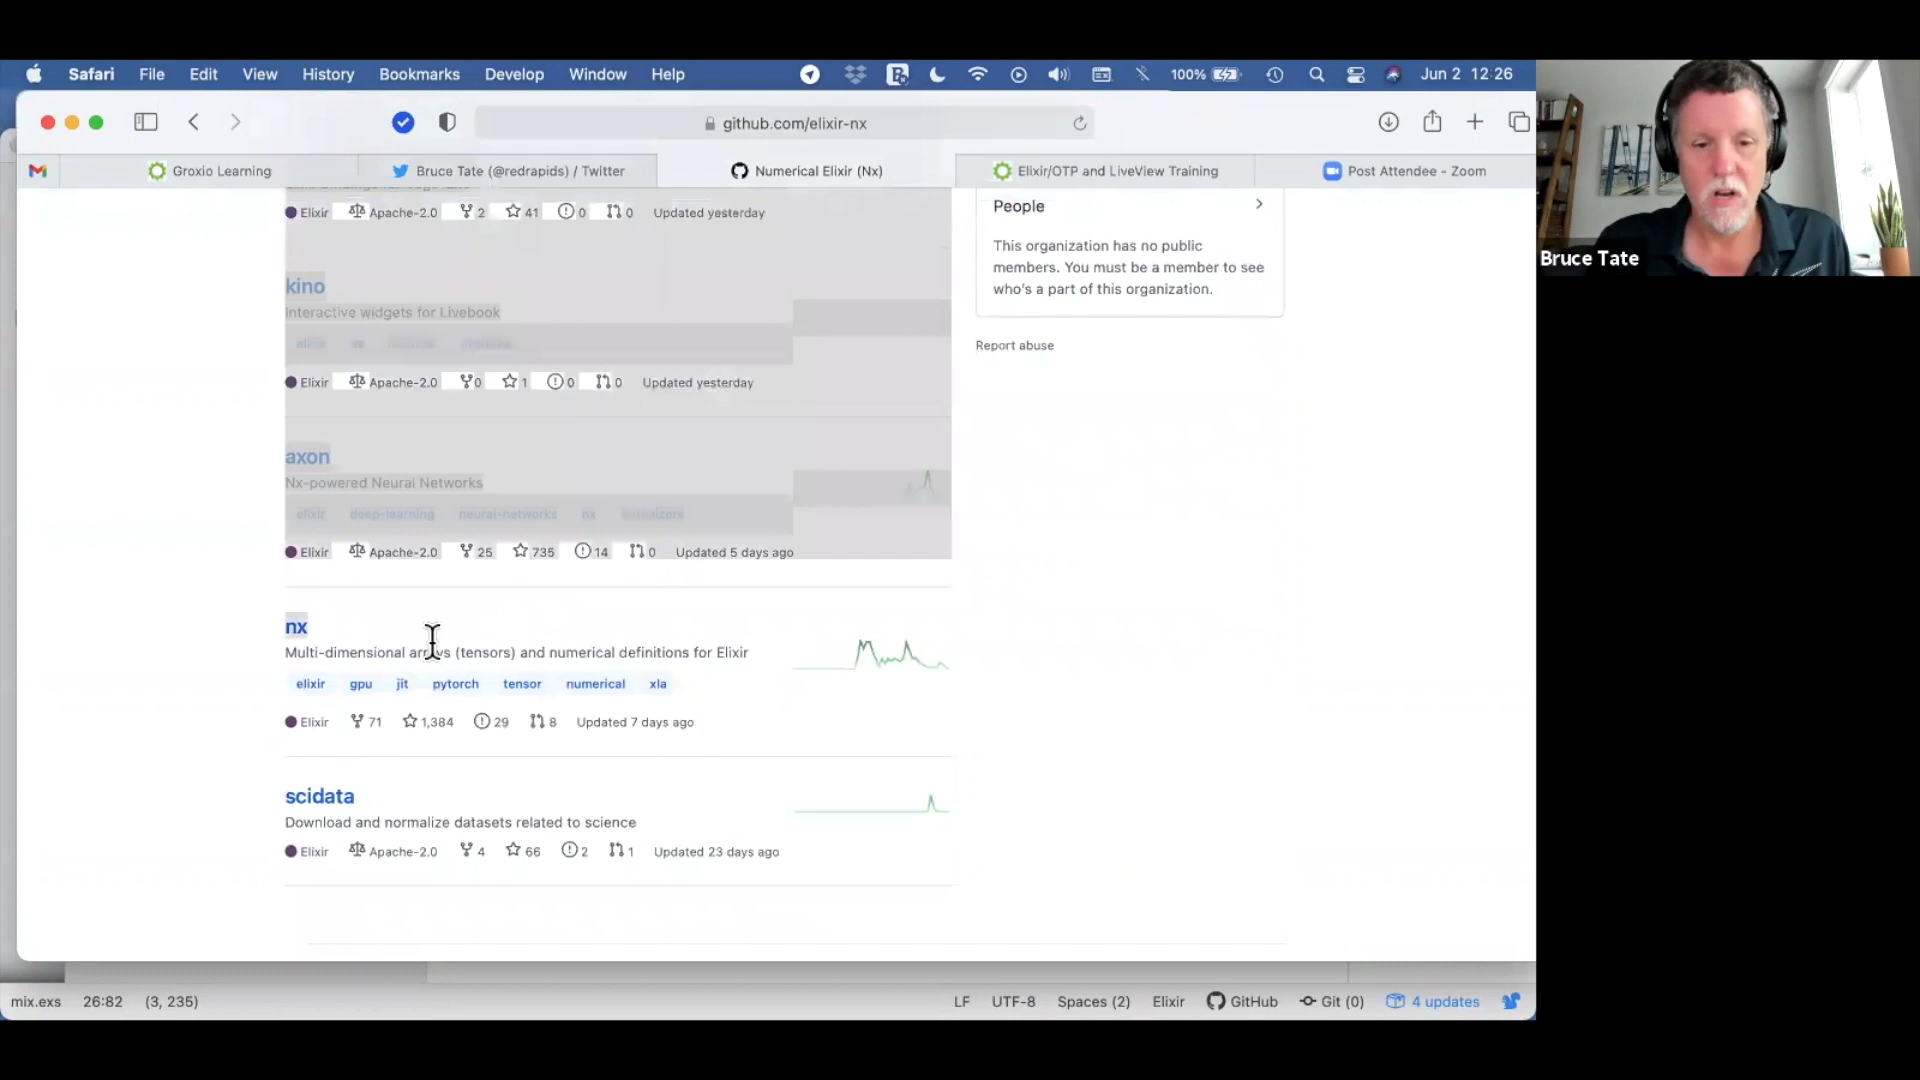 Safari File Edit View History Bookmarks Develop Window Help 100% Jun 2 12:26
github.com/elixir-nx
Groxio Learning Bruce Tate (@redrapids) / Twitter Numerical Elixir (Nx) Elixir/OTP and LiveView Training Post Attendee - Zoom
Elixir Apache-2.0 2 41 0 0 Updated yesterday
kino
Interactive widgets for Livebook
Elixir Apache-2.0 0 1 0 0 Updated yesterday
axon
Nx-powered Neural Networks
elixir deep-learning neural-networks nx
Elixir Apache-2.0 25 735 14 0 Updated 5 days ago
nx
Multi-dimensional arrays (tensors) and numerical definitions for Elixir
elixir gpu jit pytorch tensor numerical xla
Elixir 71 1,384 29 8 Updated 7 days ago
scidata
Download and normalize datasets related to science
Elixir Apache-2.0 4 66 2 1 Updated 23 days ago
People
This organization has no public
members. You must be a member to see
who's a part of this organization.
Report abuse
mix.exs 26:82 (3, 235) LF UTF-8 Spaces (2) Elixir GitHub Git (0) 4 updates
Bruce Tate